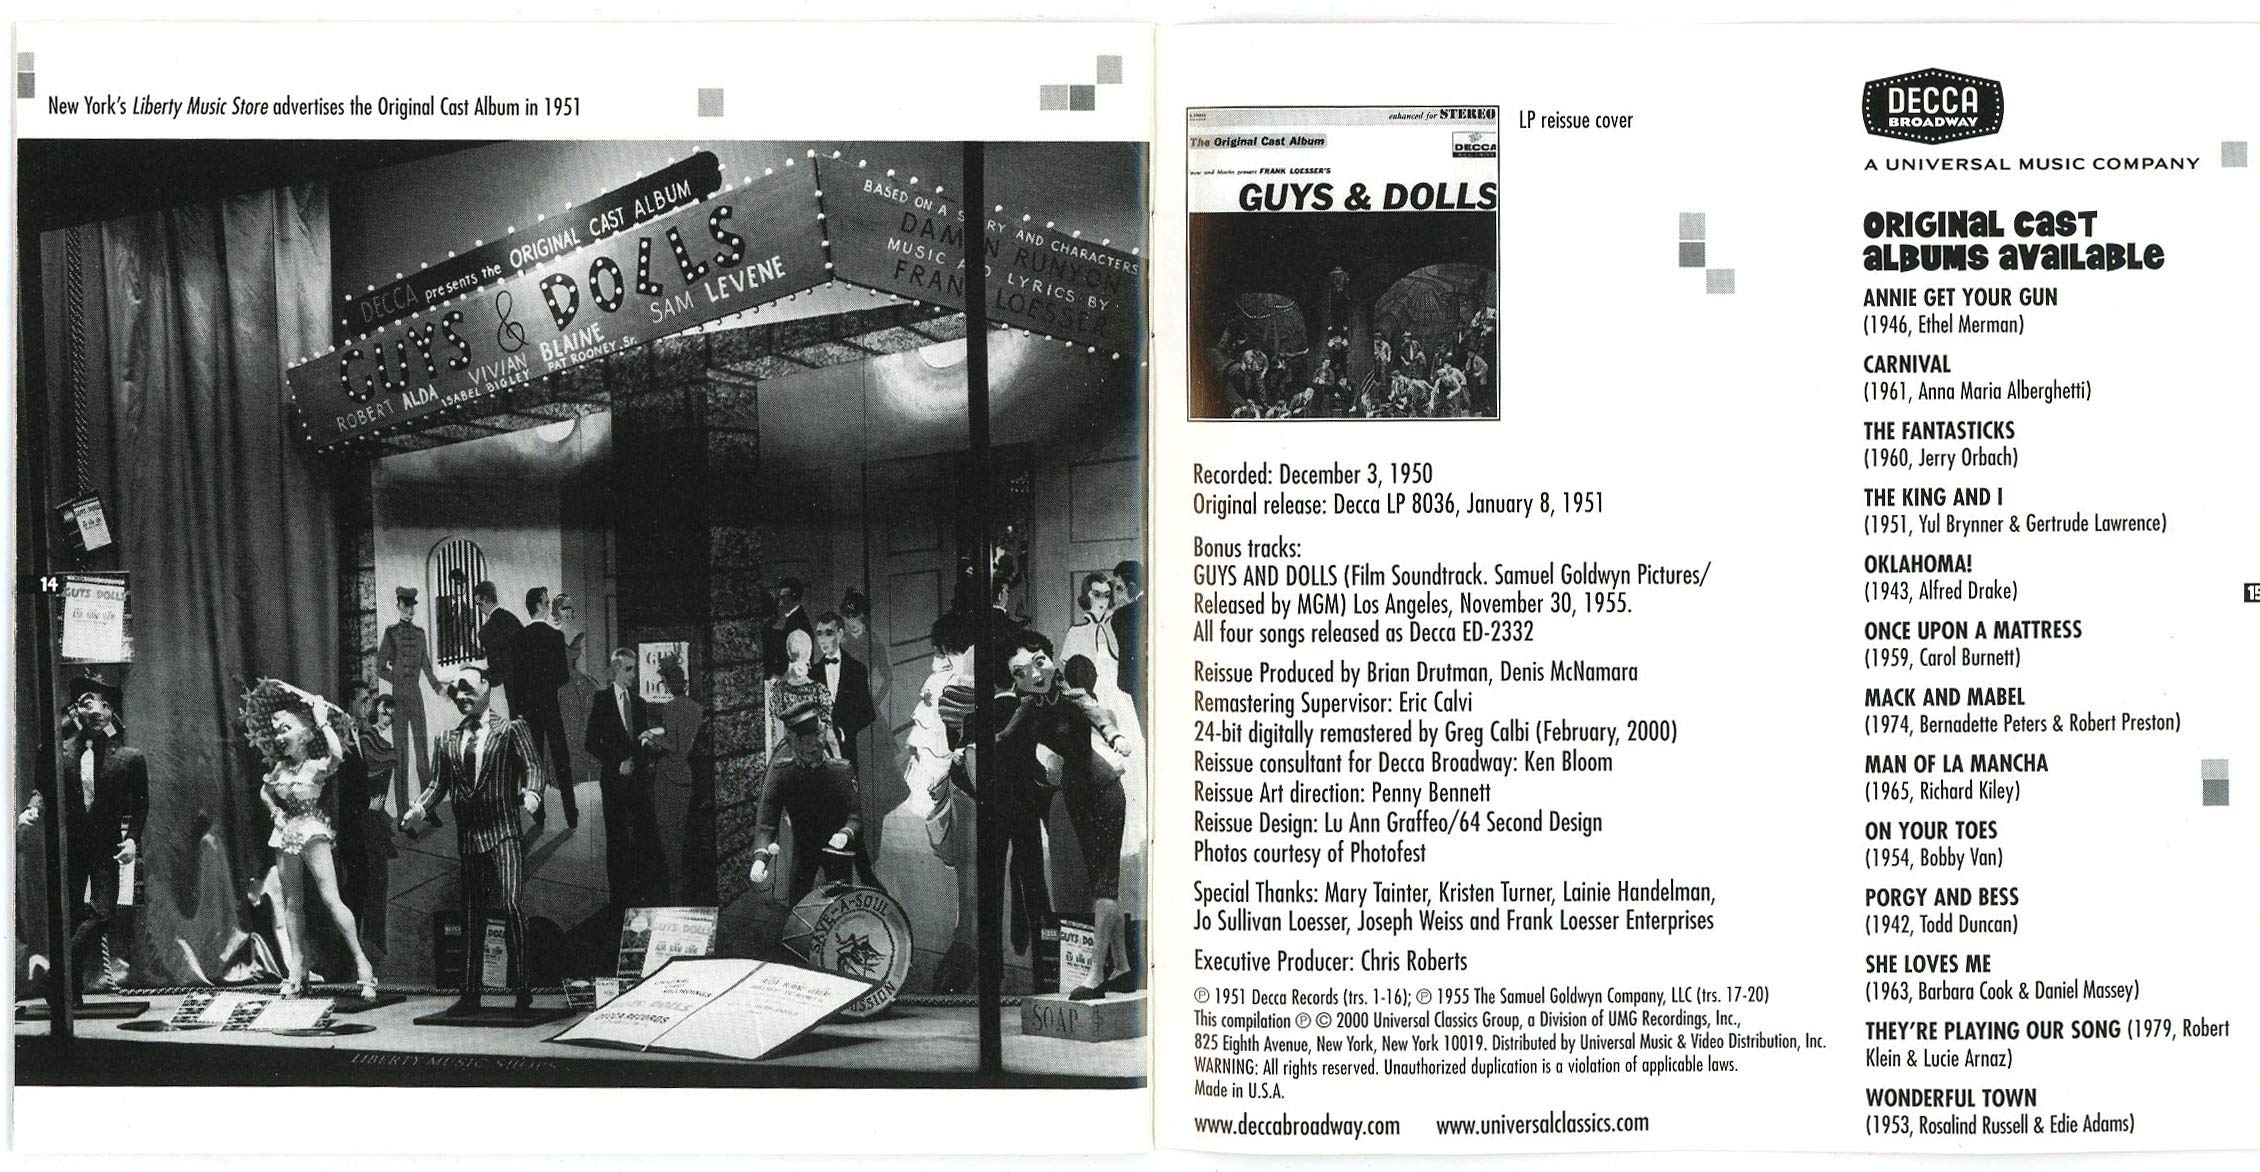 New York's Liberty Music Store advertises the Original Cast Album in 1951
DECCA presents the ORIGINAL CAST ALBUM
GUYS & DOLLS
ROBERT ALDA VIVIAN BLAINE SAM LEVENE
ISABEL BIGLEY PAT ROONEY, Sr.
BASED ON A STORY AND CHARACTERS
DAMON RUNYON
MUSIC AND LYRICS BY
FRANK LOESSER
14
GUYS DOLLS
SAVE-A-SOUL
MISSION
DECCA RECORDS
SOAP
LIBERTY MUSIC SHOPS
enhanced for STEREO
The Original Cast Album
DECCA
FRANK LOESSER'S
GUYS & DOLLS
LP reissue cover
Recorded: December 3, 1950
Original release: Decca LP 8036, January 8, 1951
Bonus tracks:
GUYS AND DOLLS (Film Soundtrack. Samuel Goldwyn Pictures/
Released by MGM) Los Angeles, November 30, 1955.
All four songs released as Decca ED-2332
Reissue Produced by Brian Drutman, Denis McNamara
Remastering Supervisor: Eric Calvi
24-bit digitally remastered by Greg Calbi (February, 2000)
Reissue consultant for Decca Broadway: Ken Bloom
Reissue Art direction: Penny Bennett
Reissue Design: Lu Ann Graffeo/64 Second Design
Photos courtesy of Photofest
Special Thanks: Mary Tainter, Kristen Turner, Lainie Handelman,
Jo Sullivan Loesser, Joseph Weiss and Frank Loesser Enterprises
Executive Producer: Chris Roberts
℗ 1951 Decca Records (trs. 1-16); ℗ 1955 The Samuel Goldwyn Company, LLC (trs. 17-20)
This compilation ℗ © 2000 Universal Classics Group, a Division of UMG Recordings, Inc.,
825 Eighth Avenue, New York, New York 10019. Distributed by Universal Music & Video Distribution, Inc.
WARNING: All rights reserved. Unauthorized duplication is a violation of applicable laws.
Made in U.S.A.
www.deccabroadway.com www.universalclassics.com
DECCA
BROADWAY
A UNIVERSAL MUSIC COMPANY
ORIGINAL CAST
ALBUMS AVAILABLE
ANNIE GET YOUR GUN
(1946, Ethel Merman)
CARNIVAL
(1961, Anna Maria Alberghetti)
THE FANTASTICKS
(1960, Jerry Orbach)
THE KING AND I
(1951, Yul Brynner & Gertrude Lawrence)
OKLAHOMA!
(1943, Alfred Drake)
ONCE UPON A MATTRESS
(1959, Carol Burnett)
MACK AND MABEL
(1974, Bernadette Peters & Robert Preston)
MAN OF LA MANCHA
(1965, Richard Kiley)
ON YOUR TOES
(1954, Bobby Van)
PORGY AND BESS
(1942, Todd Duncan)
SHE LOVES ME
(1963, Barbara Cook & Daniel Massey)
THEY'RE PLAYING OUR SONG (1979, Robert
Klein & Lucie Arnaz)
WONDERFUL TOWN
(1953, Rosalind Russell & Edie Adams)
15